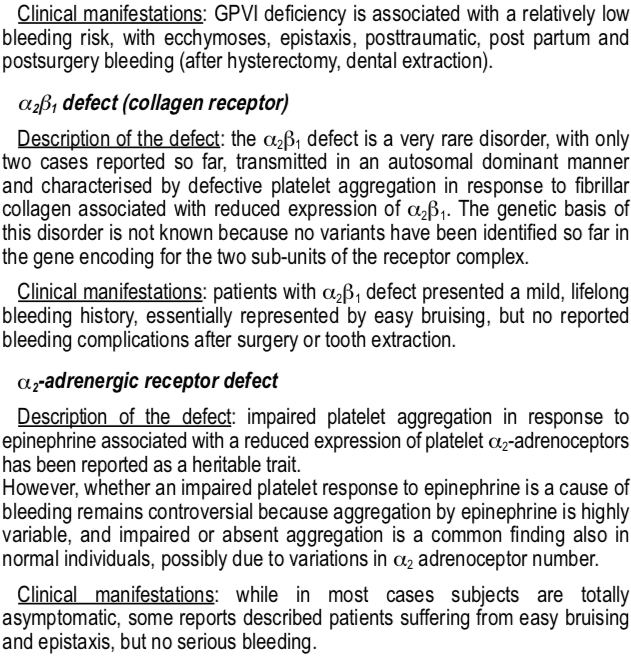 Clinical manifestations: GPVI deficiency is associated with a relatively low
bleeding risk, with ecchymoses, epistaxis, posttraumatic, post partum and
postsurgery bleeding (after hysterectomy, dental extraction).
α₂β₁ defect (collagen receptor)
Description of the defect: the α₂β₁ defect is a very rare disorder, with only
two cases reported so far, transmitted in an autosomal dominant manner
and characterised by defective platelet aggregation in response to fibrillar
collagen associated with reduced expression of α₂β₁. The genetic basis of
this disorder is not known because no variants have been identified so far in
the gene encoding for the two sub-units of the receptor complex.
Clinical manifestations: patients with α₂β₁ defect presented a mild, lifelong
bleeding history, essentially represented by easy bruising, but no reported
bleeding complications after surgery or tooth extraction.
α₂-adrenergic receptor defect
Description of the defect: impaired platelet aggregation in response to
epinephrine associated with a reduced expression of platelet α₂-adrenoceptors
has been reported as a heritable trait.
However, whether an impaired platelet response to epinephrine is a cause of
bleeding remains controversial because aggregation by epinephrine is highly
variable, and impaired or absent aggregation is a common finding also in
normal individuals, possibly due to variations in α₂ adrenoceptor number.
Clinical manifestations: while in most cases subjects are totally
asymptomatic, some reports described patients suffering from easy bruising
and epistaxis, but no serious bleeding.